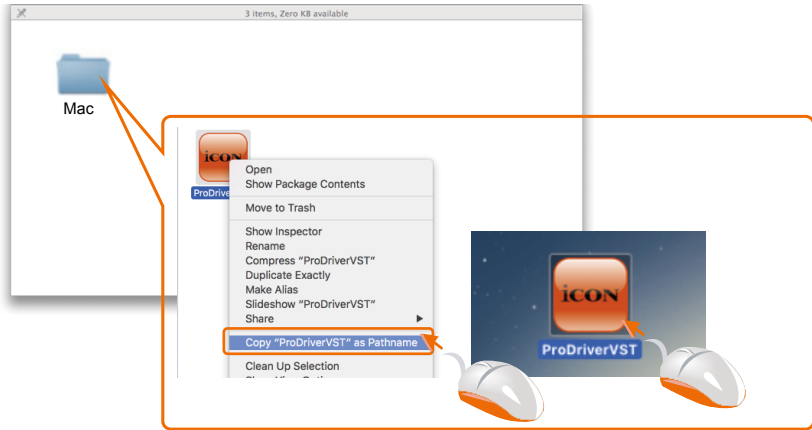 3 items, Zero KB available
Mac
iCON
ProDrive
Open
Show Package Contents
Move to Trash
Show Inspector
Rename
Compress “ProDriverVST”
Duplicate Exactly
Make Alias
Slideshow “ProDriverVST”
Share
Copy “ProDriverVST” as Pathname
Clean Up Selection
iCON
ProDriverVST